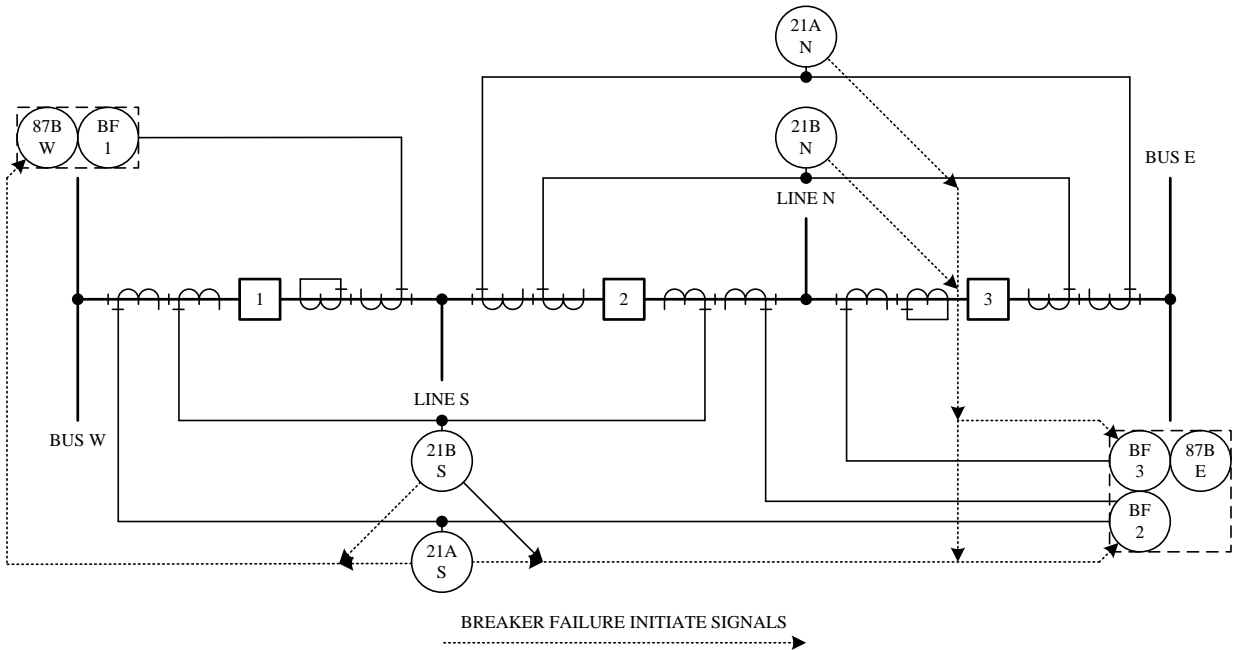 21A
N
87B
W
BF
1
21B
N
BUS E
LINE N
1
2
3
LINE S
BUS W
21B
S
BF
3
87B
E
BF
2
21A
S
BREAKER FAILURE INITIATE SIGNALS